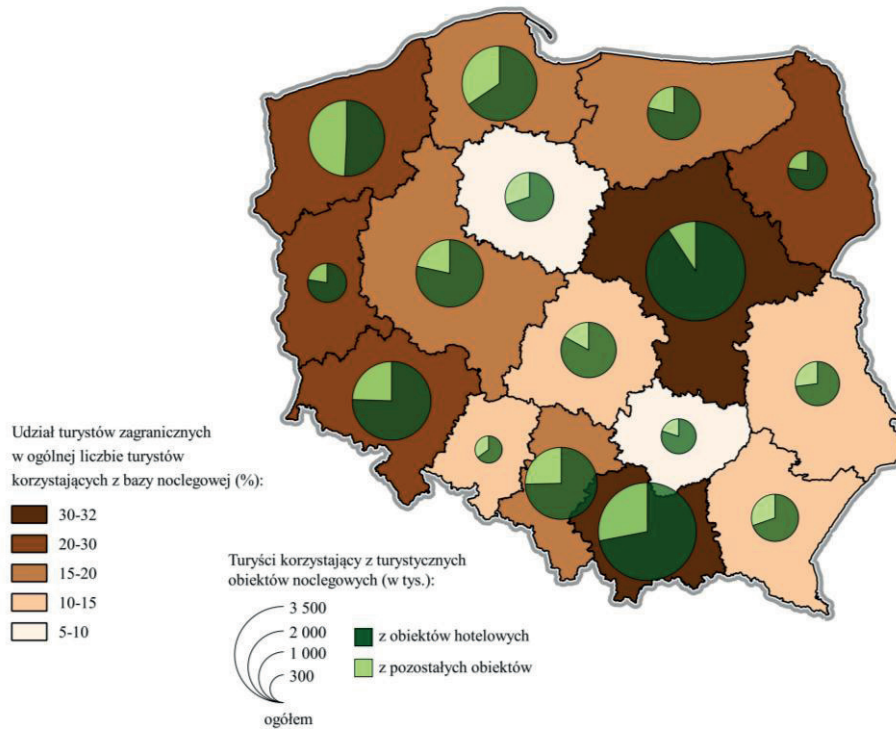 Udział turystów zagranicznych
w ogólnej liczbie turystów
korzystających z bazy noclegowej (%):
30-32
20-30
15-20
10-15
5-10
Turyści korzystający z turystycznych
obiektów noclegowych (w tys.):
3 500
2 000
1 000
300
ogółem
z obiektów hotelowych
z pozostałych obiektów